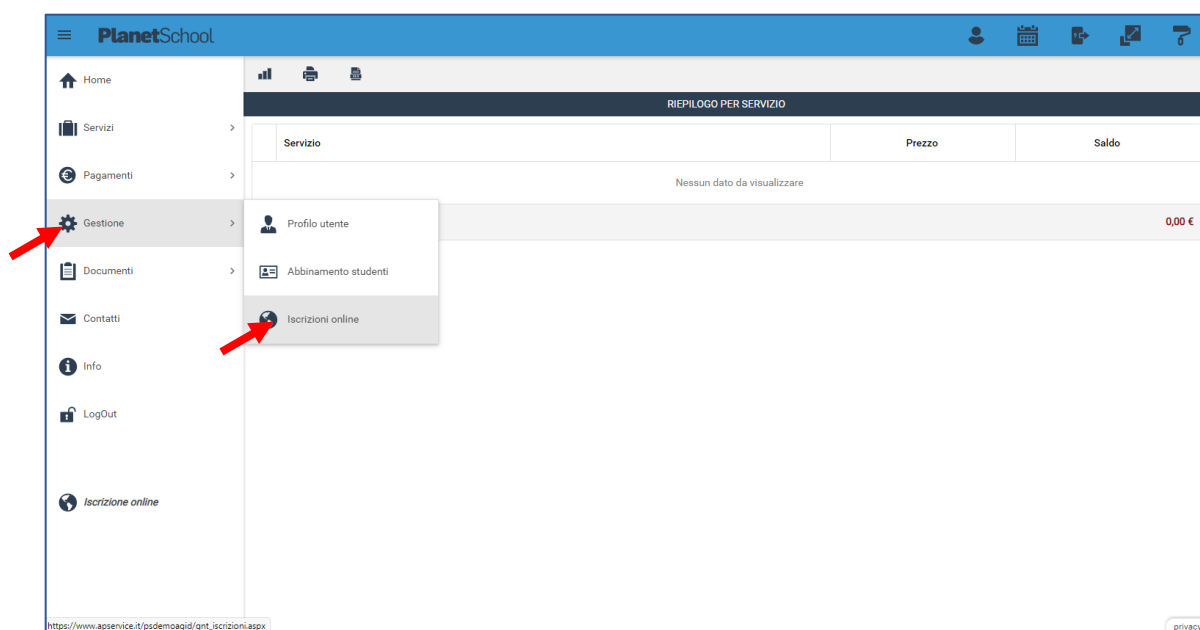 PlanetSchool
Home
Servizi
Pagamenti
Gestione
Documenti
Contatti
Info
LogOut
Iscrizione online
RIEPILOGO PER SERVIZIO
Servizio Prezzo Saldo
Nessun dato da visualizzare
0,00 €
Profilo utente
Abbinamento studenti
Iscrizioni online
https://www.apservice.it/psdemoagid/gnt_iscrizioni.aspx
privacy